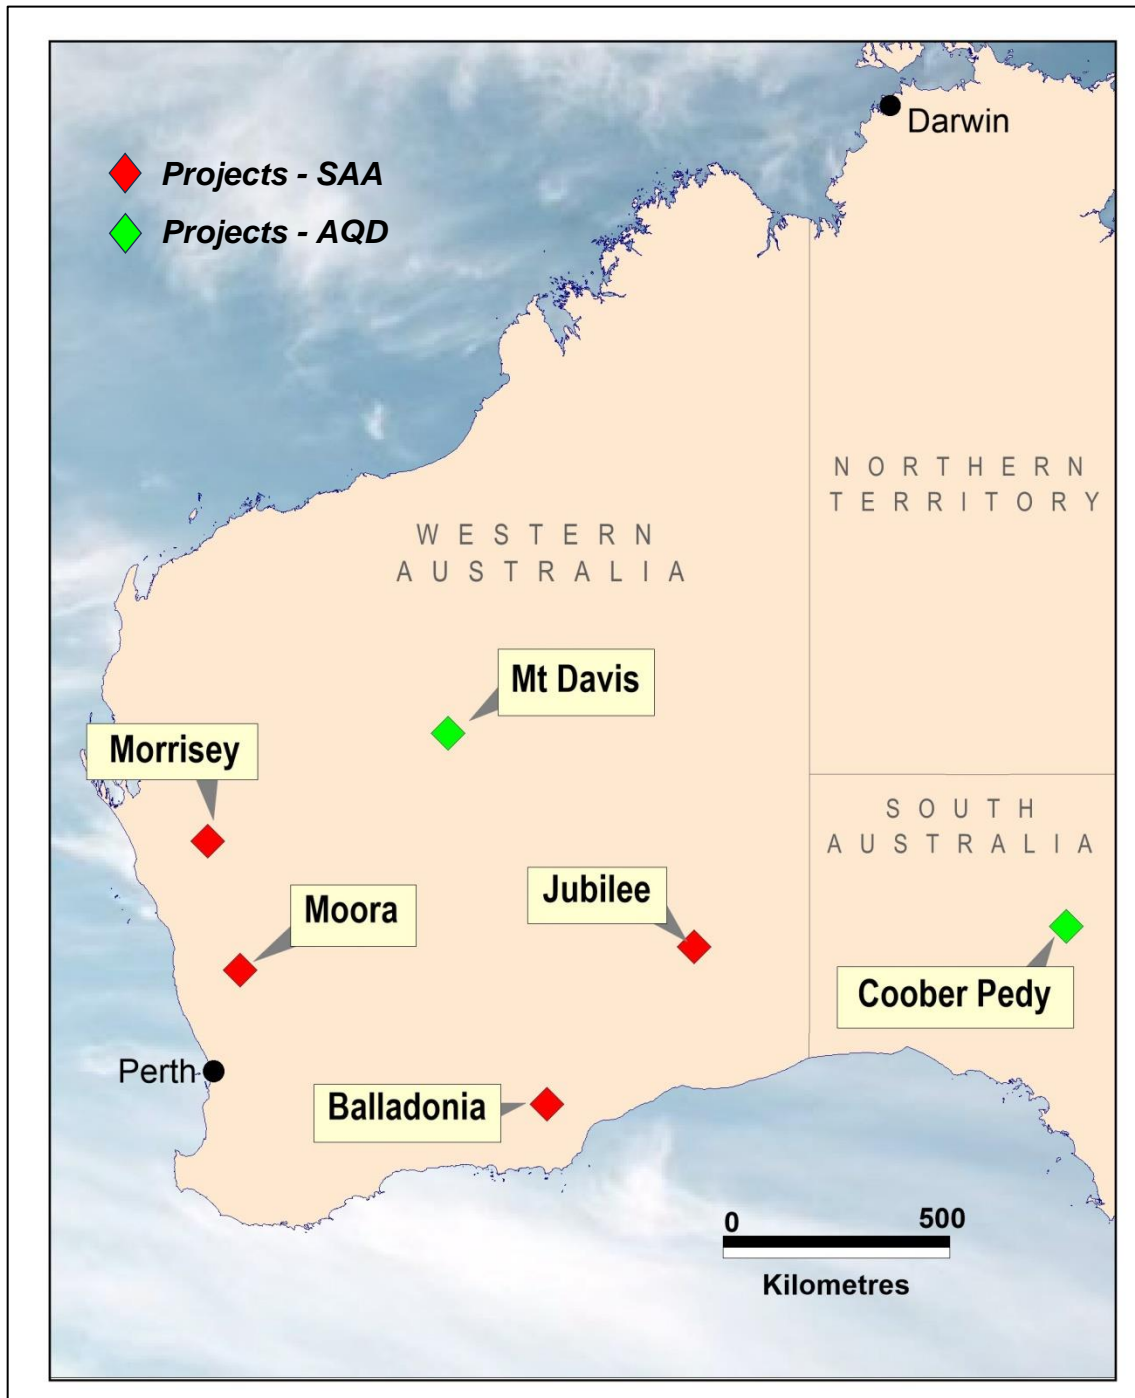 Darwin
Projects - SAA
Projects - AQD
NORTHERN
TERRITORY
WESTERN
AUSTRALIA
Mt Davis
Morrisey
SOUTH
AUSTRALIA
Jubilee
Moora
Coober Pedy
Perth
Balladonia
0 500
Kilometres